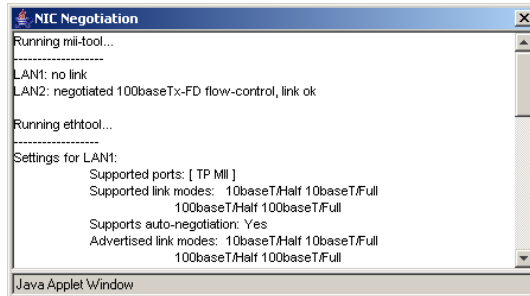 NIC Negotiation
Running mii-tool...
-------------------
LAN1: no link
LAN2: negotiated 100baseTx-FD flow-control, link ok
Running ethtool...
------------------
Settings for LAN1:
Supported ports: [ TP MII ]
Supported link modes: 10baseT/Half 10baseT/Full
100baseT/Half 100baseT/Full
Supports auto-negotiation: Yes
Advertised link modes: 10baseT/Half 10baseT/Full
100baseT/Half 100baseT/Full
Java Applet Window